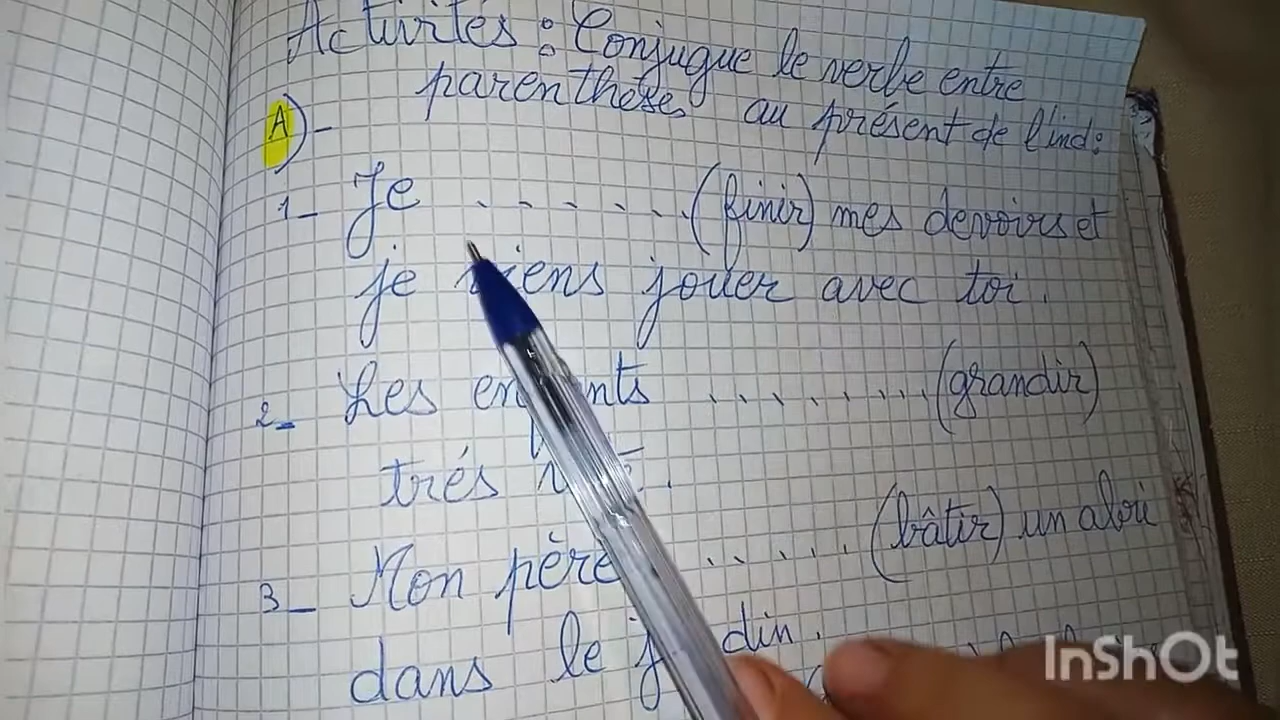 Activités : Conjugue le verbe entre
parenthèses au présent de l'ind :
A)-
1- Je ....... (finir) mes devoirs et
je viens jouer avec toi.
2- Les enfants ........ (grandir)
trés
3- Mon père ...... (bâtir) un abri
dans le jardin.
InShOt